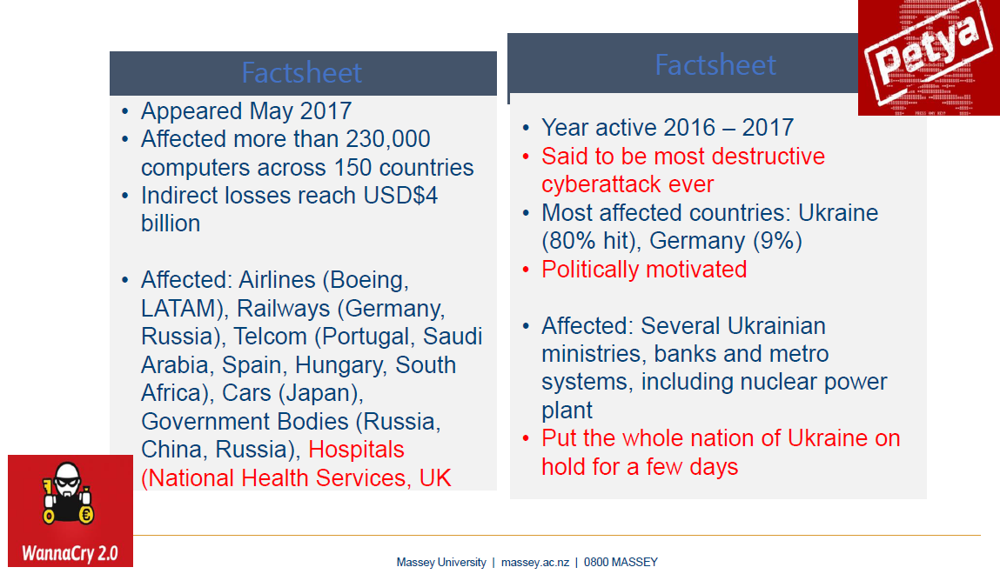 Factsheet
• Appeared May 2017
• Affected more than 230,000
computers across 150 countries
• Indirect losses reach USD$4
billion
• Affected: Airlines (Boeing,
LATAM), Railways (Germany,
Russia), Telcom (Portugal, Saudi
Arabia, Spain, Hungary, South
Africa), Cars (Japan),
Government Bodies (Russia,
China, Russia), Hospitals
(National Health Services, UK
WannaCry 2.0
Factsheet
Petya
• Year active 2016 – 2017
• Said to be most destructive
cyberattack ever
• Most affected countries: Ukraine
(80% hit), Germany (9%)
• Politically motivated
• Affected: Several Ukrainian
ministries, banks and metro
systems, including nuclear power
plant
• Put the whole nation of Ukraine on
hold for a few days
Massey University | massey.ac.nz | 0800 MASSEY